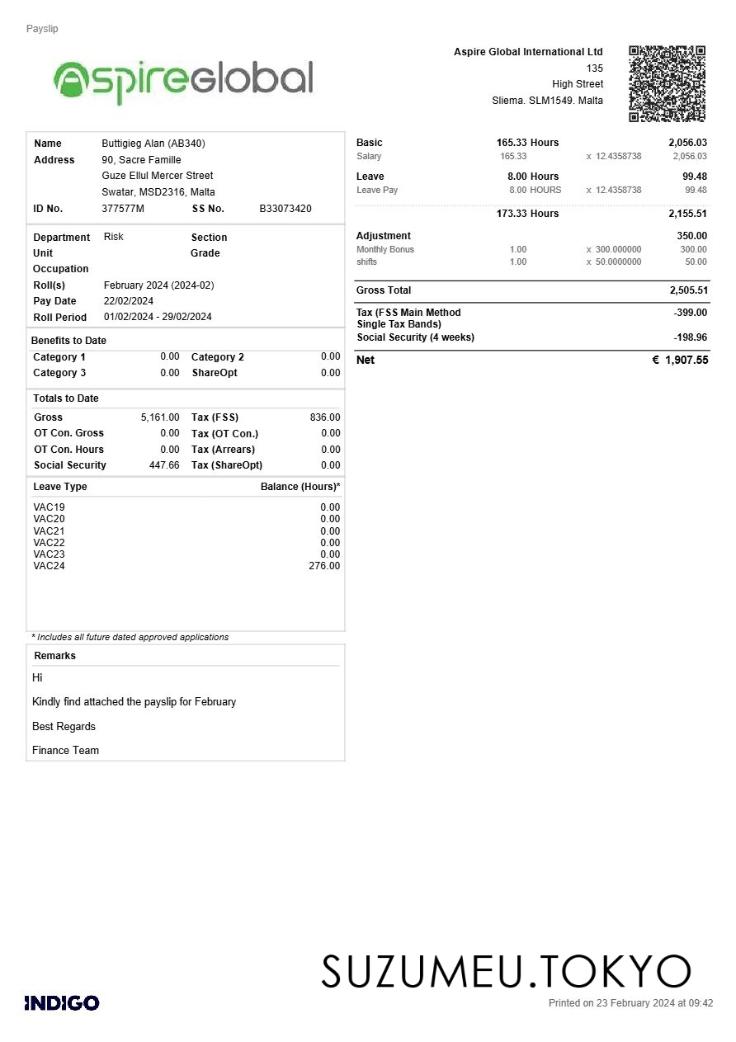 Payslip
Aspire Global International Ltd
135
High Street
Sliema. SLM1549. Malta
aspireglobal
Name Buttigieg Alan (AB340)
Address 90, Sacre Famille
Guze Ellul Mercer Street
Swatar, MSD2316, Malta
ID No. 377577M SS No. B33073420
Department Risk Section
Unit Grade
Occupation
Roll(s) February 2024 (2024-02)
Pay Date 22/02/2024
Roll Period 01/02/2024 - 29/02/2024
Benefits to Date
Category 1 0.00 Category 2 0.00
Category 3 0.00 ShareOpt 0.00
Totals to Date
Gross 5,161.00 Tax (FSS) 836.00
OT Con. Gross 0.00 Tax (OT Con.) 0.00
OT Con. Hours 0.00 Tax (Arrears) 0.00
Social Security 447.66 Tax (ShareOpt) 0.00
Leave Type Balance (Hours)*
VAC19 0.00
VAC20 0.00
VAC21 0.00
VAC22 0.00
VAC23 0.00
VAC24 276.00
* Includes all future dated approved applications
Remarks
Hi
Kindly find attached the payslip for February
Best Regards
Finance Team
Basic 165.33 Hours 2,056.03
Salary 165.33 x 12.4358738 2,056.03
Leave 8.00 Hours 99.48
Leave Pay 8.00 HOURS x 12.4358738 99.48
173.33 Hours 2,155.51
Adjustment 350.00
Monthly Bonus 1.00 x 300.000000 300.00
shifts 1.00 x 50.0000000 50.00
Gross Total 2,505.51
Tax (FSS Main Method -399.00
Single Tax Bands)
Social Security (4 weeks) -198.96
Net € 1,907.55
SUZUMEU.TOKYO
INDIGO
Printed on 23 February 2024 at 09:42